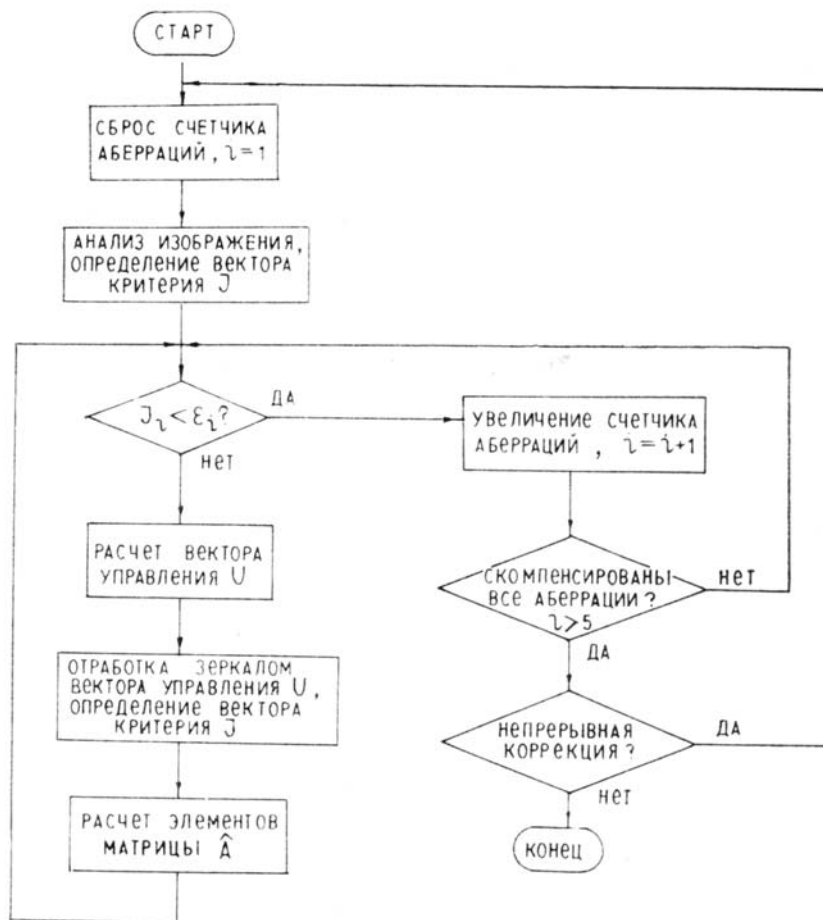 СТАРТ
СБРОС СЧЕТЧИКА
АБЕРРАЦИЙ, i=1
АНАЛИЗ ИЗОБРАЖЕНИЯ,
ОПРЕДЕЛЕНИЕ ВЕКТОРА
КРИТЕРИЯ J
J_i < ε_i?
ДА
НЕТ
РАСЧЕТ ВЕКТОРА
УПРАВЛЕНИЯ U
ОТРАБОТКА ЗЕРКАЛОМ
ВЕКТОРА УПРАВЛЕНИЯ U,
ОПРЕДЕЛЕНИЕ ВЕКТОРА
КРИТЕРИЯ J
РАСЧЕТ ЭЛЕМЕНТОВ
МАТРИЦЫ Â
УВЕЛИЧЕНИЕ СЧЕТЧИКА
АБЕРРАЦИЙ, i=i+1
СКОМПЕНСИРОВАНЫ
ВСЕ АБЕРРАЦИИ?
i>5
НЕТ
ДА
НЕПРЕРЫВНАЯ
КОРРЕКЦИЯ?
ДА
НЕТ
КОНЕЦ